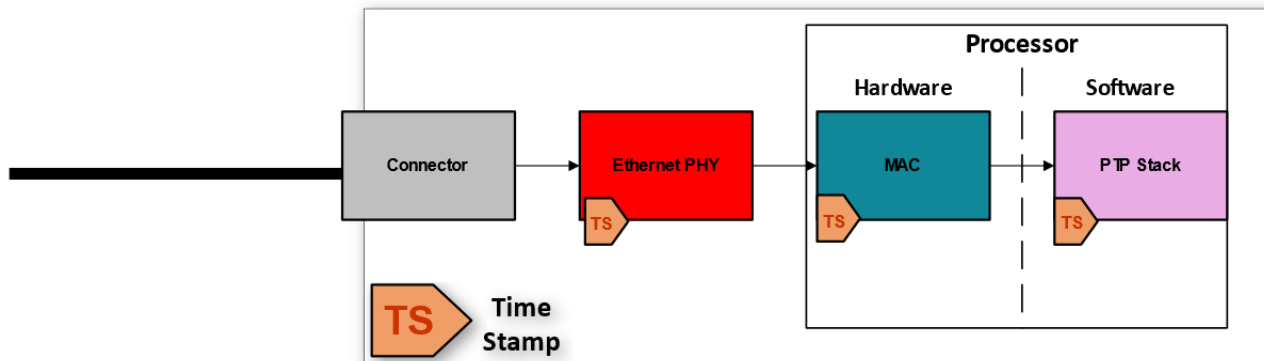 Processor
Hardware
Software
Connector
Ethernet PHY
MAC
PTP Stack
TS
TS
TS
TS
Time
Stamp